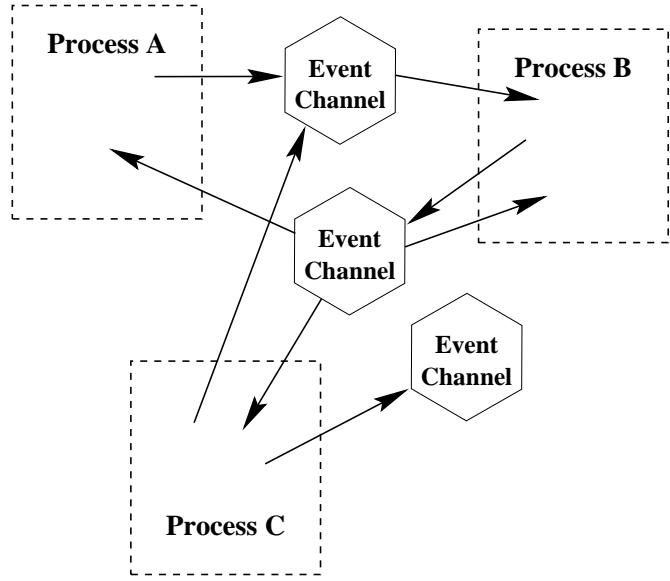 Process A
Event
Channel
Process B
Event
Channel
Event
Channel
Process C